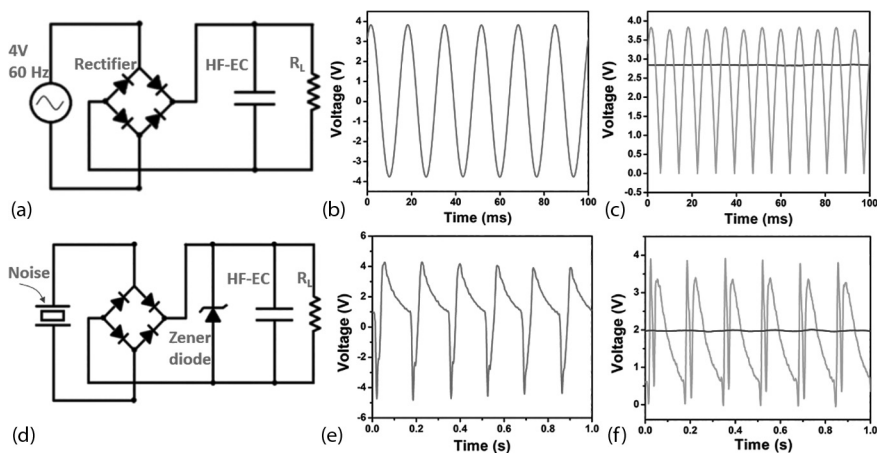 4V
60 Hz
Rectifier
HF-EC
R_L
(a)
Voltage (V)
4
3
2
1
0
-1
-2
-3
-4
0 20 40 60 80 100
Time (ms)
(b)
Voltage (V)
4.0
3.5
3.0
2.5
2.0
1.5
1.0
0.5
0.0
-0.5
0 20 40 60 80 100
Time (ms)
(c)
Noise
HF-EC
R_L
Zener
diode
(d)
Voltage (V)
6
4
2
0
-2
-4
-6
0.0 0.2 0.4 0.6 0.8 1.0
Time (s)
(e)
Voltage (V)
4
3
2
1
0
0.0 0.2 0.4 0.6 0.8 1.0
Time (s)
(f)